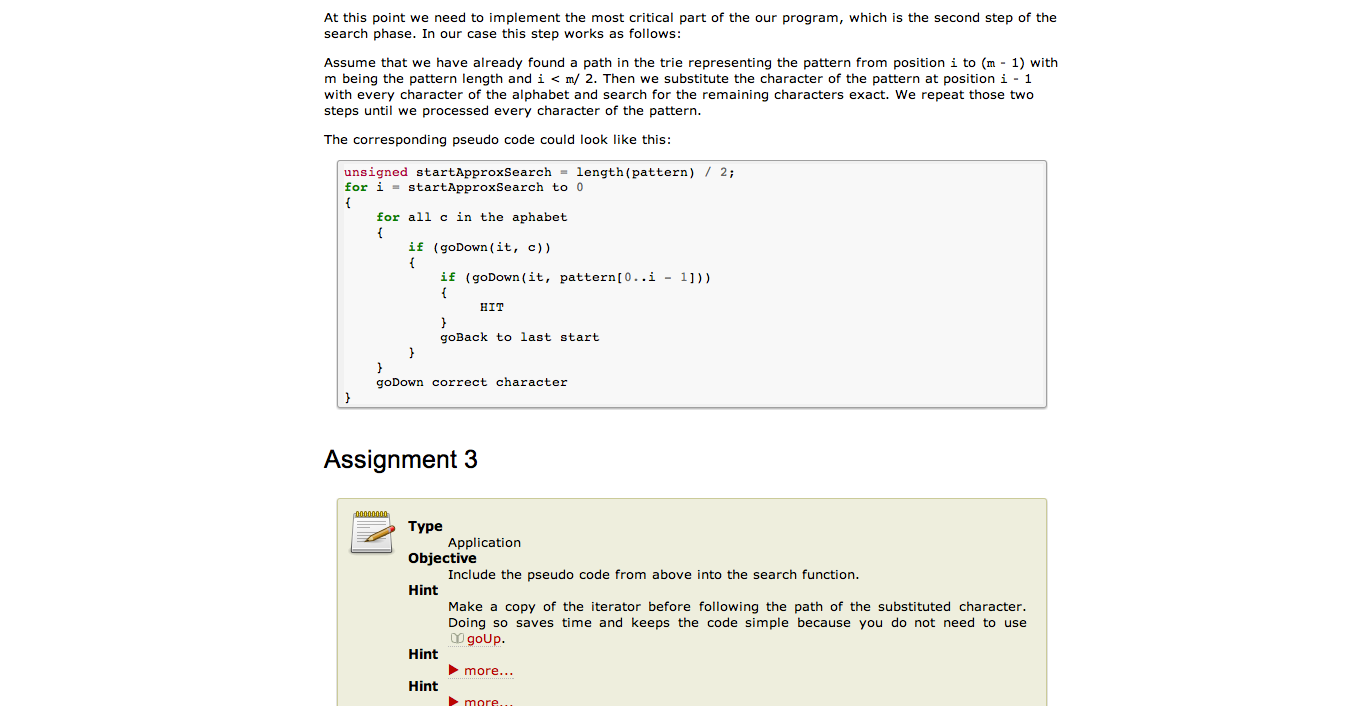 At this point we need to implement the most critical part of the our program, which is the second step of the
search phase. In our case this step works as follows:
Assume that we have already found a path in the trie representing the pattern from position i to (m - 1) with
m being the pattern length and i < m/ 2. Then we substitute the character of the pattern at position i - 1
with every character of the alphabet and search for the remaining characters exact. We repeat those two
steps until we processed every character of the pattern.
The corresponding pseudo code could look like this:
unsigned startApproxSearch = length(pattern) / 2;
for i = startApproxSearch to 0
{
    for all c in the aphabet
    {
        if (goDown(it, c))
        {
            if (goDown(it, pattern[0..i - 1]))
            {
                 HIT
            }
            goBack to last start
        }
    }
    goDown correct character
}
Assignment 3
Type
Application
Objective
Include the pseudo code from above into the search function.
Hint
Make a copy of the iterator before following the path of the substituted character.
Doing so saves time and keeps the code simple because you do not need to use
goUp.
Hint
more...
Hint
more...